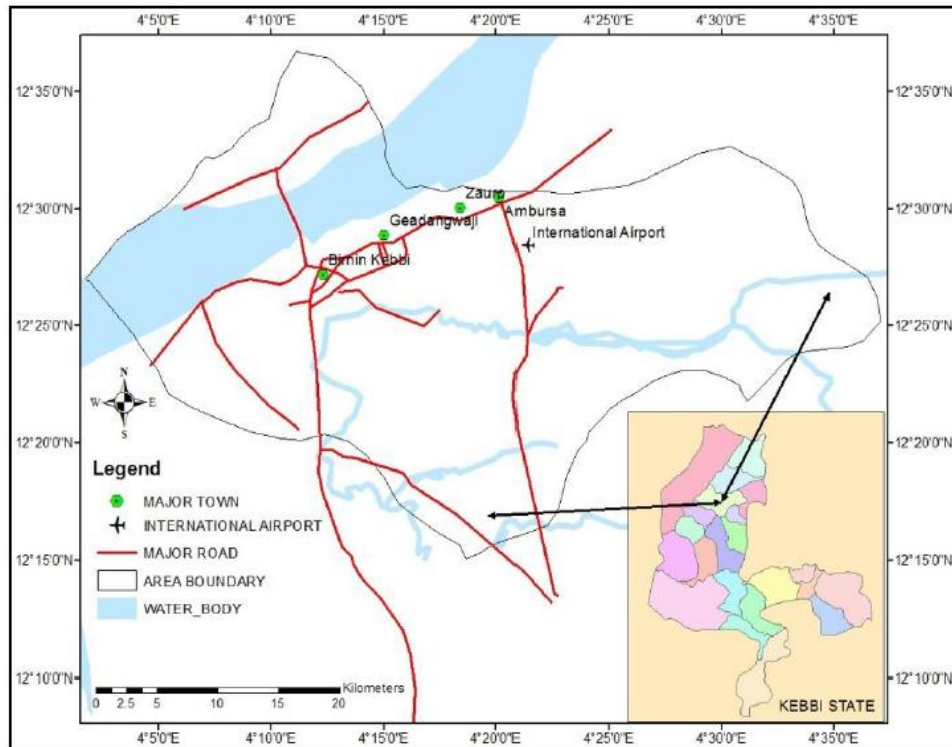 4°5'0"E 4°10'0"E 4°15'0"E 4°20'0"E 4°25'0"E 4°30'0"E 4°35'0"E
12°35'0"N 12°35'0"N
12°30'0"N 12°30'0"N
Zauro
Ambursa
Geadangwaji
International Airport
Birnin Kebbi
12°25'0"N 12°25'0"N
N
W E
S
12°20'0"N 12°20'0"N
Legend
MAJOR TOWN
INTERNATIONAL AIRPORT
MAJOR ROAD
AREA BOUNDARY
WATER_BODY
12°15'0"N 12°15'0"N
Kilometers
0 2.5 5 10 15 20
12°10'0"N 12°10'0"N
KEBBI STATE
4°5'0"E 4°10'0"E 4°15'0"E 4°20'0"E 4°25'0"E 4°30'0"E 4°35'0"E